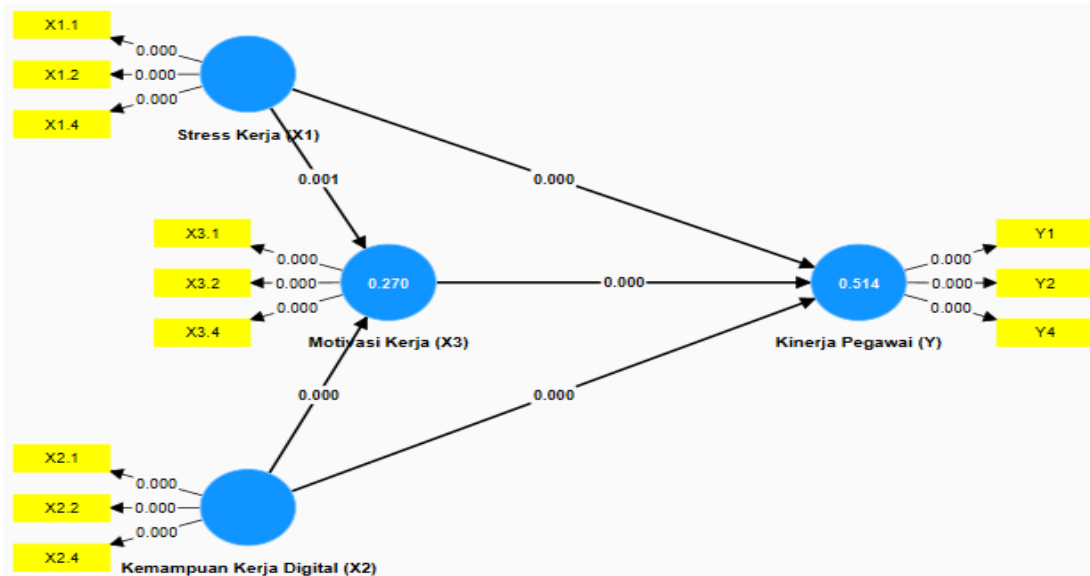 X1.1
0.000
X1.2
0.000
0.000
X1.4
Stress Kerja (X1)
0.001
0.000
X3.1
0.000
X3.2
0.000
0.000
X3.4
0.270
Motivasi Kerja (X3)
0.000
0.514
Kinerja Pegawai (Y)
Y1
0.000
Y2
0.000
0.000
Y4
0.000
0.000
X2.1
0.000
X2.2
0.000
0.000
X2.4
Kemampuan Kerja Digital (X2)